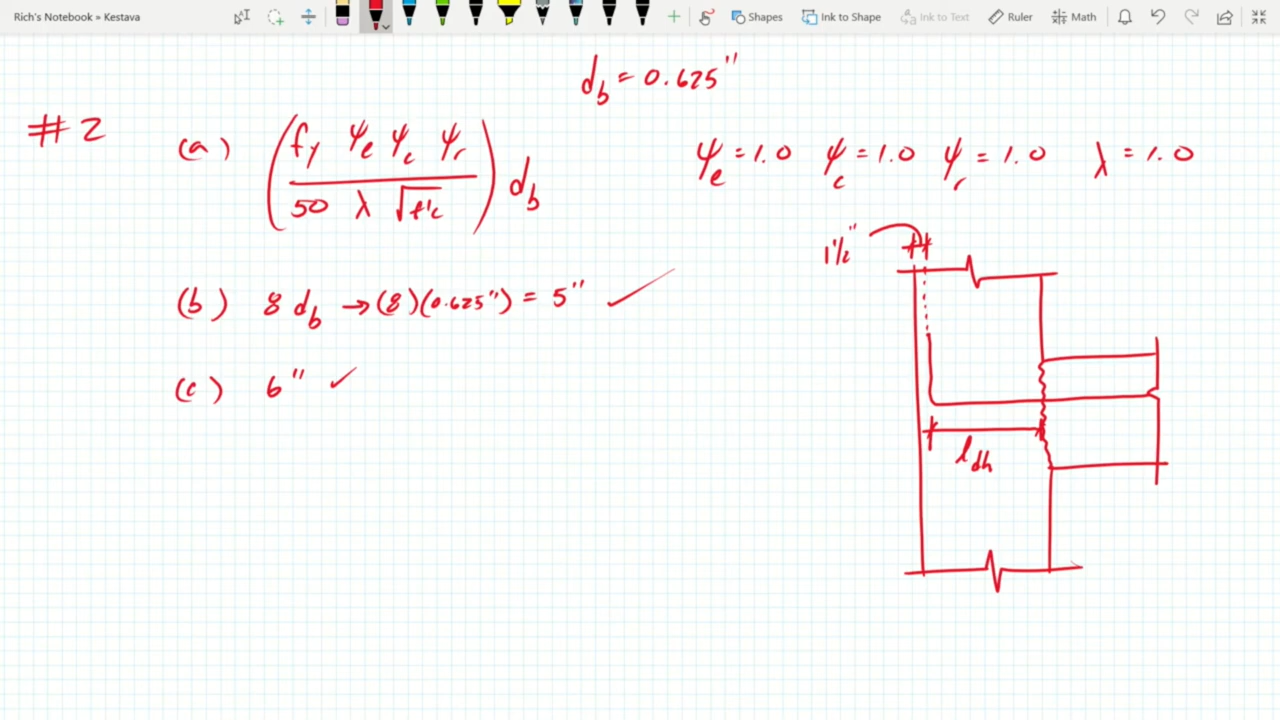 Rich's Notebook » Kestava
Shapes
Ink to Shape
Ink to Text
Ruler
Math
d_b = 0.625"
#2
(a) (f_y ψ_e ψ_c ψ_r / 50 λ √f'c) d_b
ψ_e = 1.0 ψ_c = 1.0 ψ_r = 1.0 λ = 1.0
1½"
(b) 8 d_b → (8)(0.625") = 5" ✓
(c) 6" ✓
l_dh